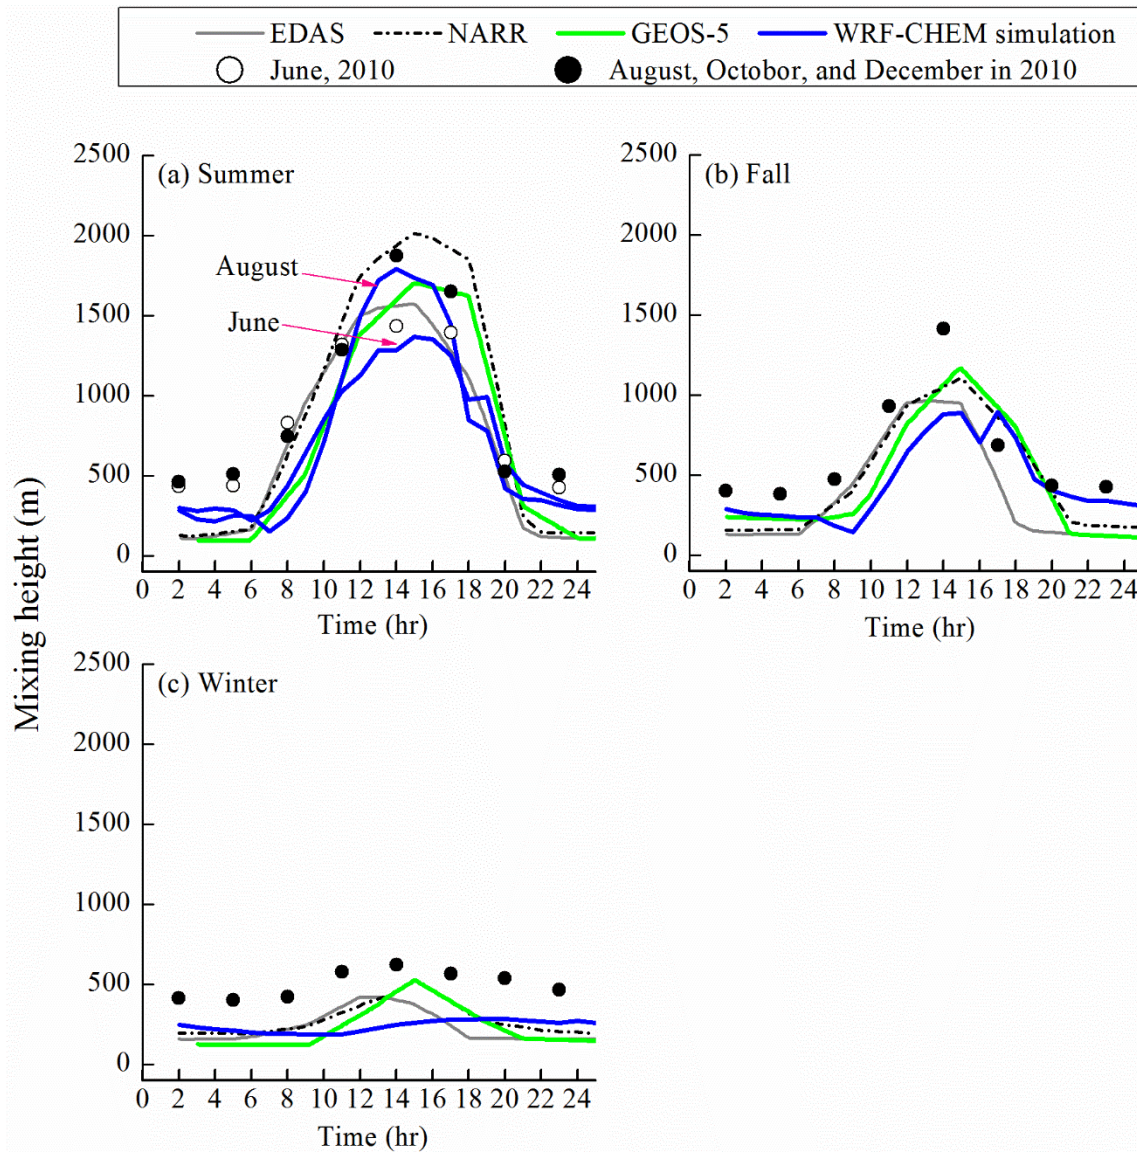 EDAS NARR GEOS-5 WRF-CHEM simulation
June, 2010 August, Octobor, and December in 2010
(a) Summer
2500
2000
1500
1000
500
0
August
June
0 2 4 6 8 10 12 14 16 18 20 22 24
Time (hr)
(b) Fall
2500
2000
1500
1000
500
0
0 2 4 6 8 10 12 14 16 18 20 22 24
Time (hr)
Mixing height (m)
(c) Winter
2500
2000
1500
1000
500
0
0 2 4 6 8 10 12 14 16 18 20 22 24
Time (hr)